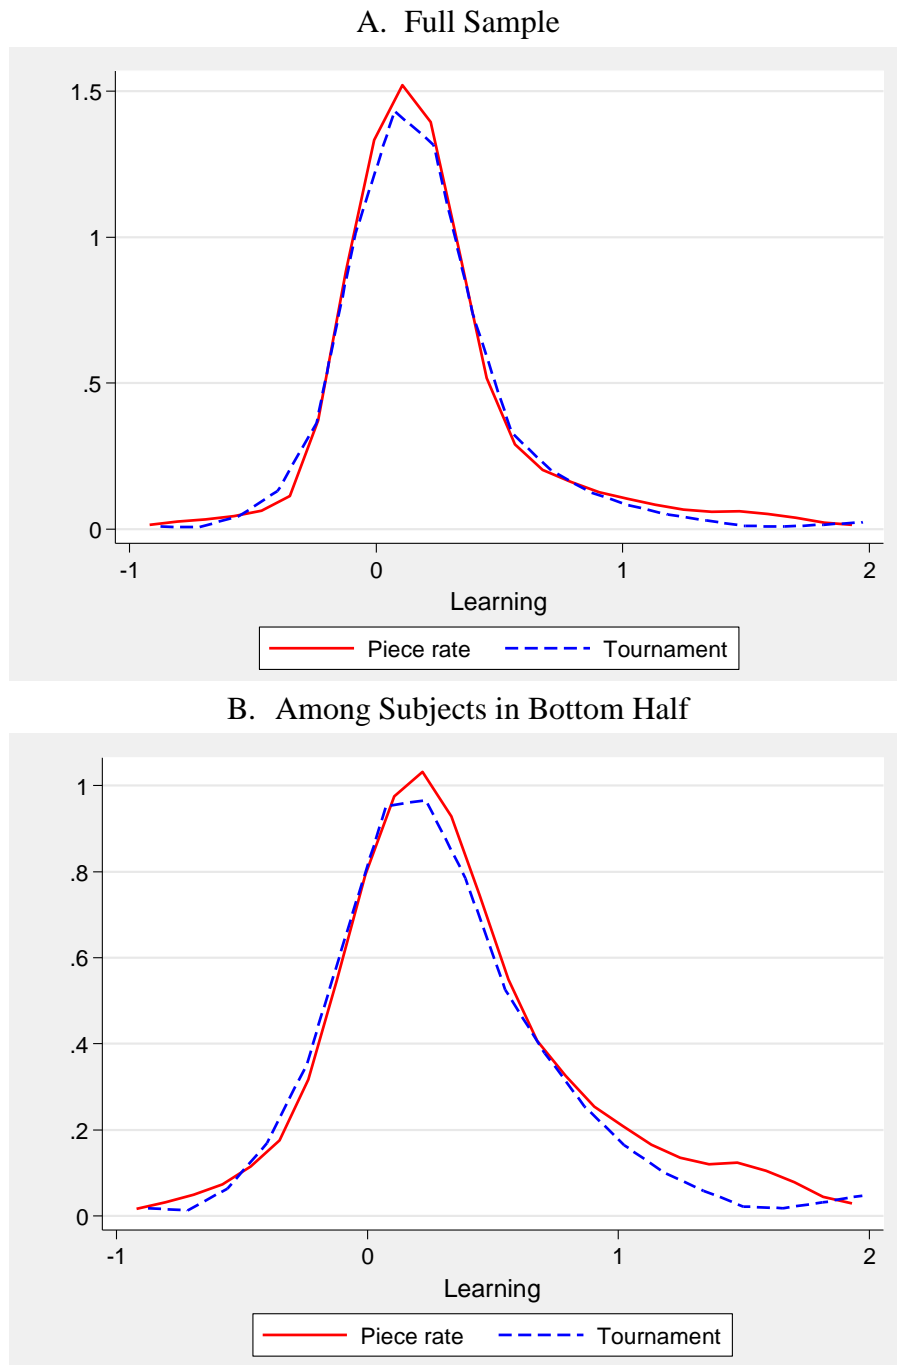 A. Full Sample
1.5
1
.5
0
-1 0 1 2
Learning
Piece rate Tournament
B. Among Subjects in Bottom Half
1
.8
.6
.4
.2
0
-1 0 1 2
Learning
Piece rate Tournament